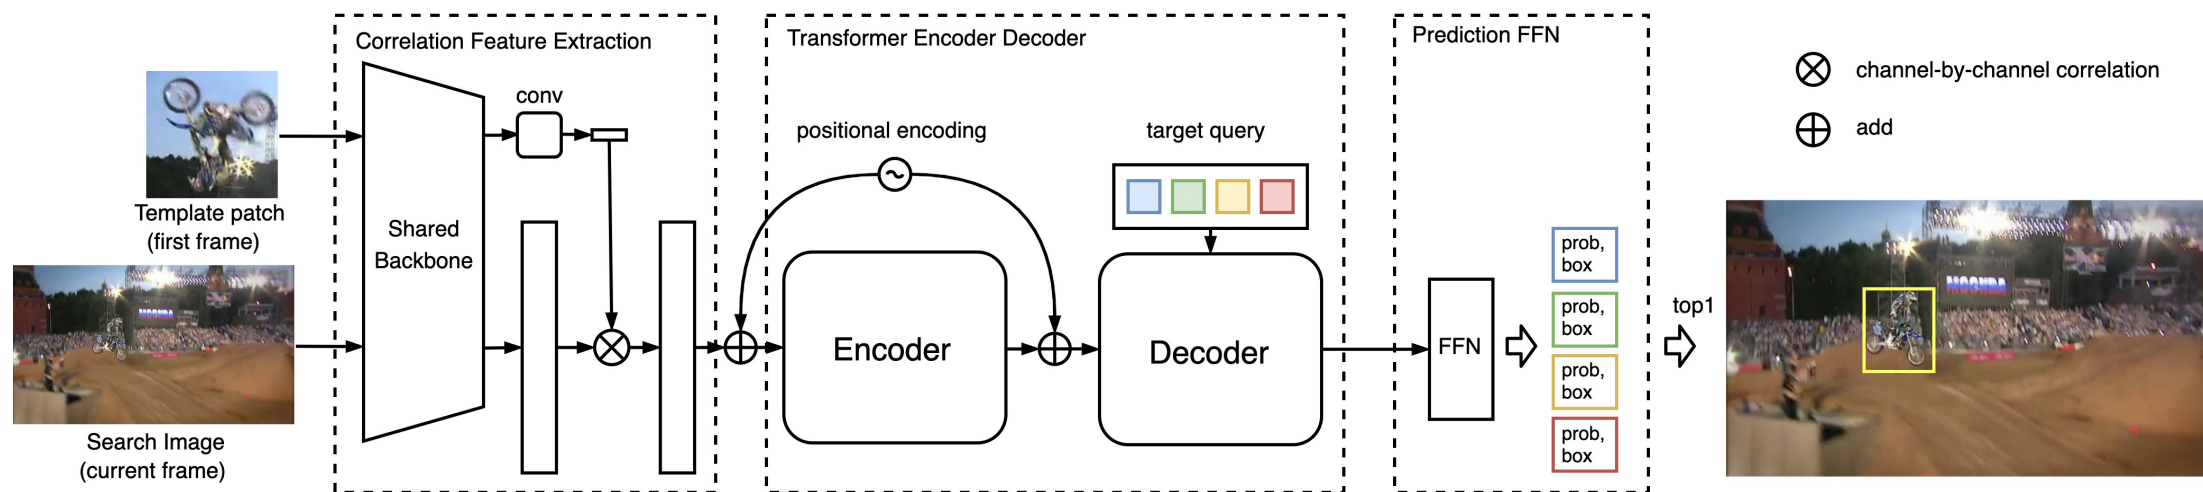 Correlation Feature Extraction
Transformer Encoder Decoder
Prediction FFN
channel-by-channel correlation
add
conv
positional encoding
target query
Template patch
(first frame)
Shared
Backbone
Search Image
(current frame)
Encoder
Decoder
FFN
prob,
box
prob,
box
prob,
box
prob,
box
top1
МОСКВА
МОСКВА